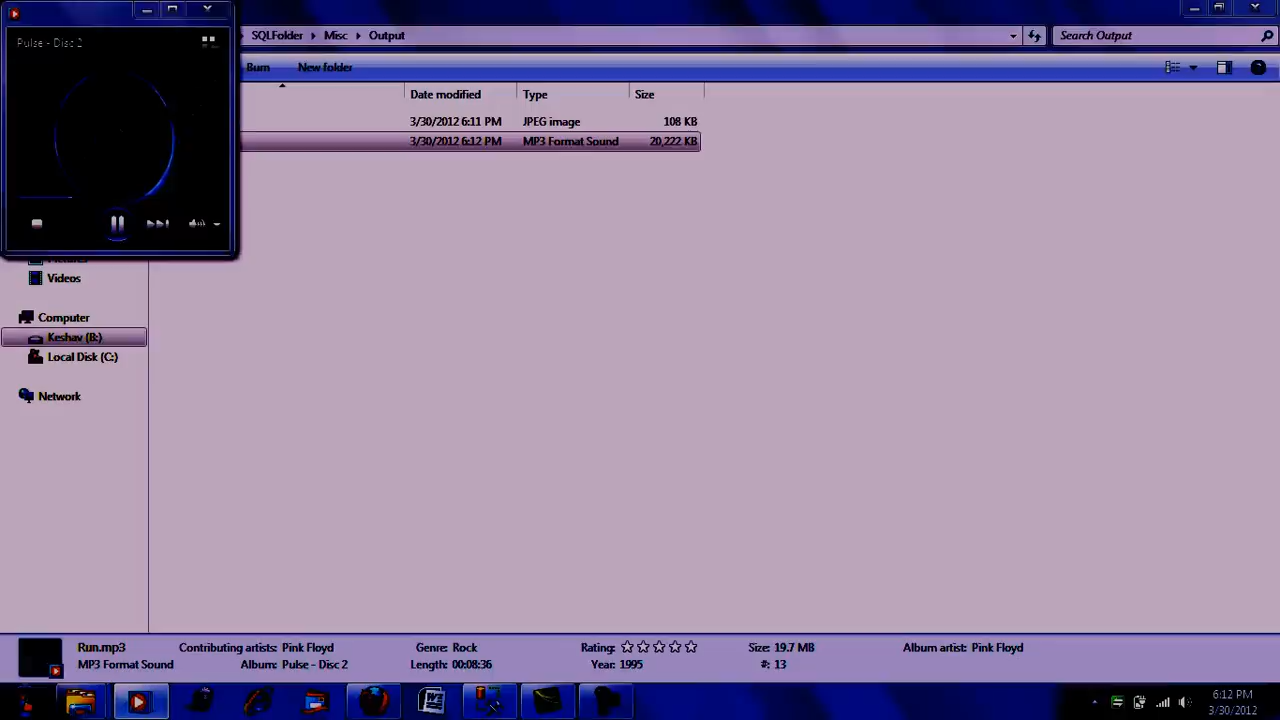 Pulse - Disc 2
SQLFolder Misc Output
Search Output
Burn New folder
Date modified Type Size
3/30/2012 6:11 PM JPEG image 108 KB
3/30/2012 6:12 PM MP3 Format Sound 20,222 KB
Videos
Computer
Keshav (B:)
Local Disk (C:)
Network
Run.mp3 Contributing artists: Pink Floyd Genre: Rock Rating: Size: 19.7 MB Album artist: Pink Floyd
MP3 Format Sound Album: Pulse - Disc 2 Length: 00:08:36 Year: 1995 #: 13
6:12 PM
3/30/2012